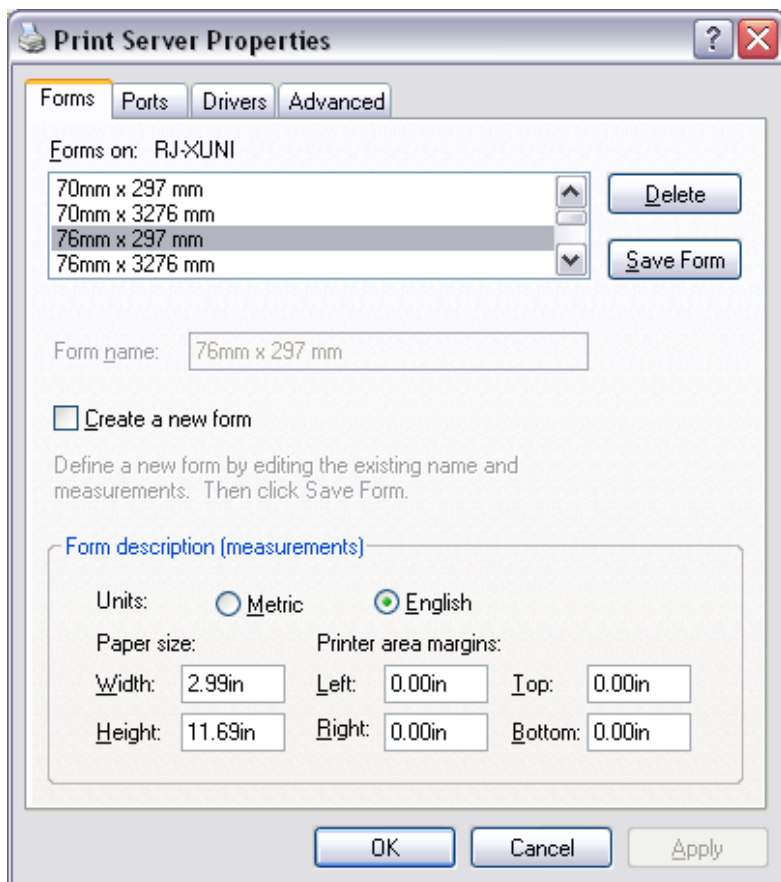 Print Server Properties
Forms Ports Drivers Advanced
Forms on: RJ-XUNI
70mm x 297 mm
70mm x 3276 mm
76mm x 297 mm
76mm x 3276 mm
Delete
Save Form
Form name: 76mm x 297 mm
Create a new form
Define a new form by editing the existing name and
measurements. Then click Save Form.
Form description (measurements)
Units: Metric English
Paper size: Printer area margins:
Width: 2.99in Left: 0.00in Top: 0.00in
Height: 11.69in Right: 0.00in Bottom: 0.00in
OK Cancel Apply